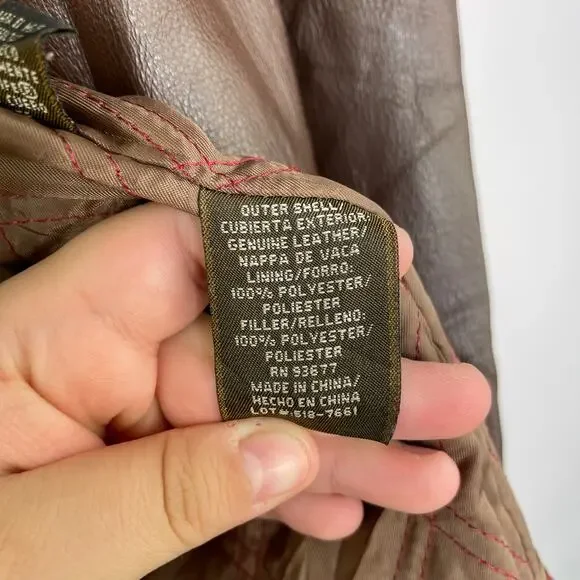 OUTER SHELL/
CUBIERTA EXTERIOR:
GENUINE LEATHER/
NAPPA DE VACA
LINING/FORRO:
100% POLYESTER/
POLIESTER
FILLER/RELLENO:
100% POLYESTER/
POLIESTER
RN 93677
MADE IN CHINA/
HECHO EN CHINA
LOT#:518-7661